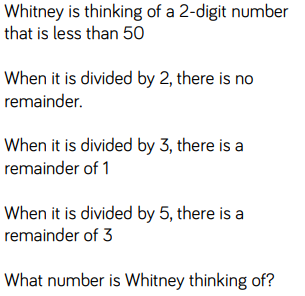 Whitney is thinking of a 2-digit number
that is less than 50
When it is divided by 2, there is no
remainder.
When it is divided by 3, there is a
remainder of 1
When it is divided by 5, there is a
remainder of 3
What number is Whitney thinking of?